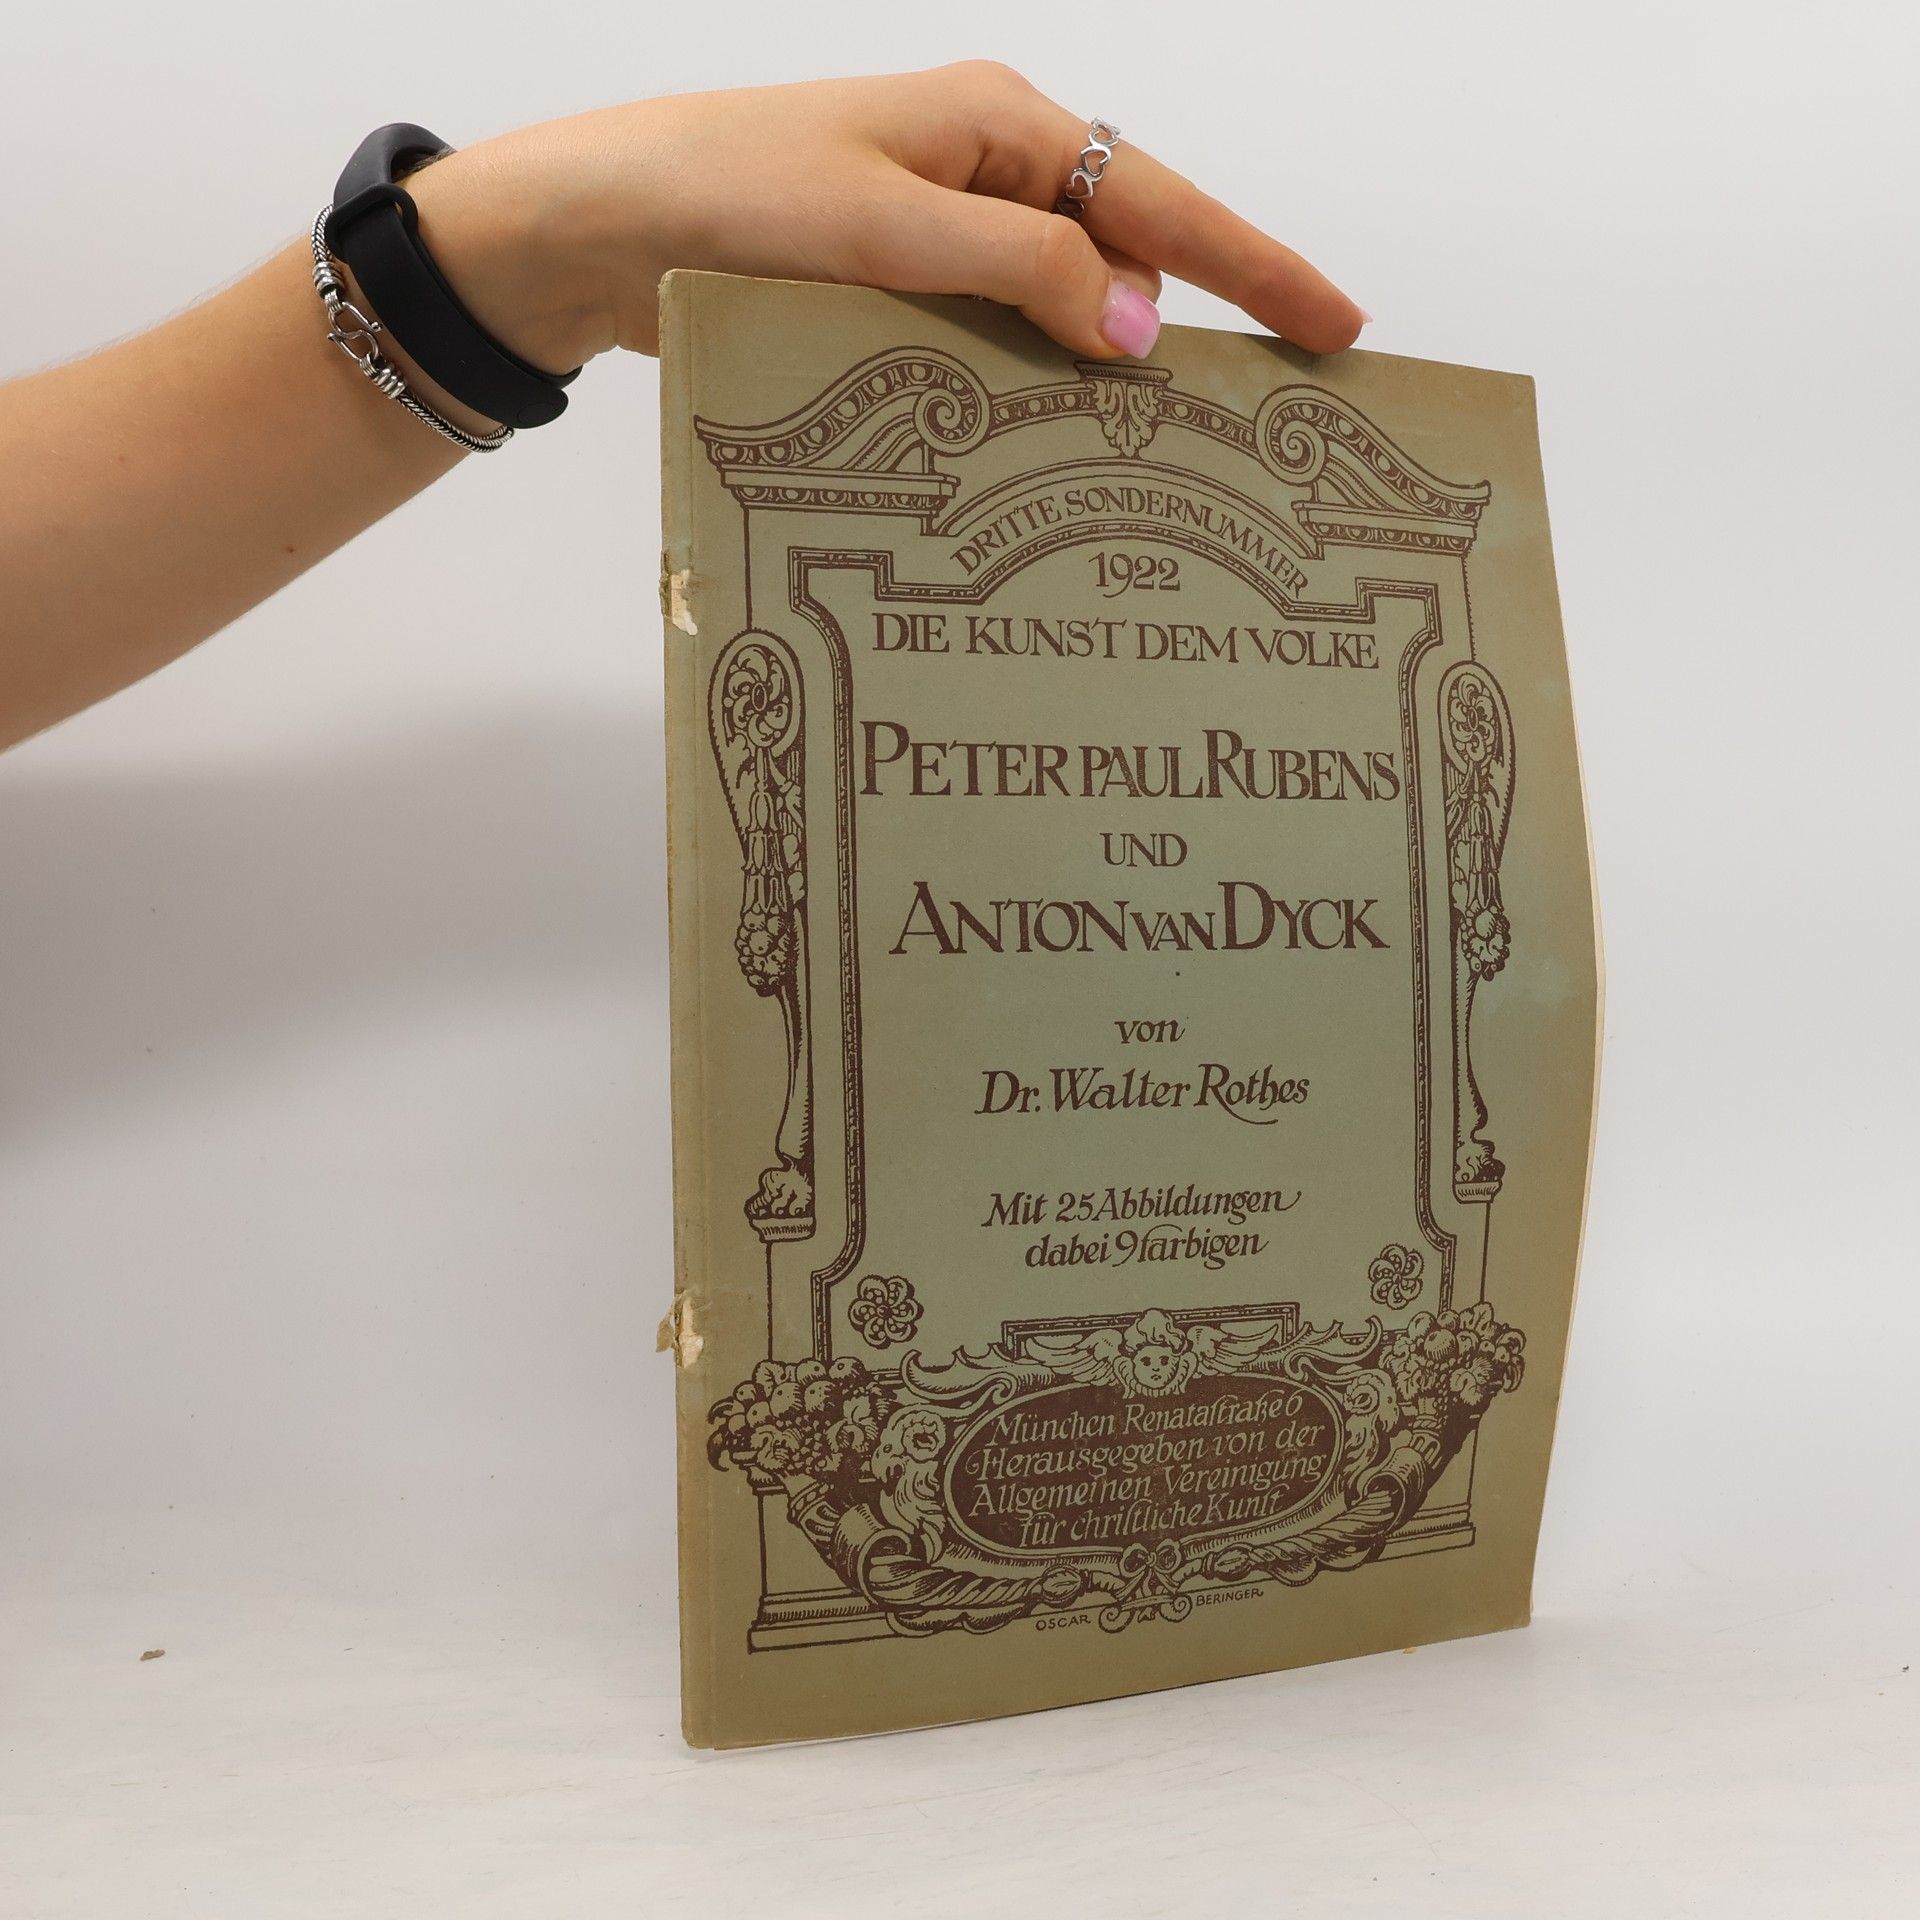 DRITTE SONDERNUMMER
1922
DIE KUNST DEM VOLKE
PETER PAUL RUBENS
UND
ANTON VAN DYCK
von
Dr. Walter Rothes
Mit 25 Abbildungen
dabei 9 farbigen
München Renataſtraße 6
Herausgegeben von der
Allgemeinen Vereinigung
für chriſtliche Kunſt
OSCAR BERINGER